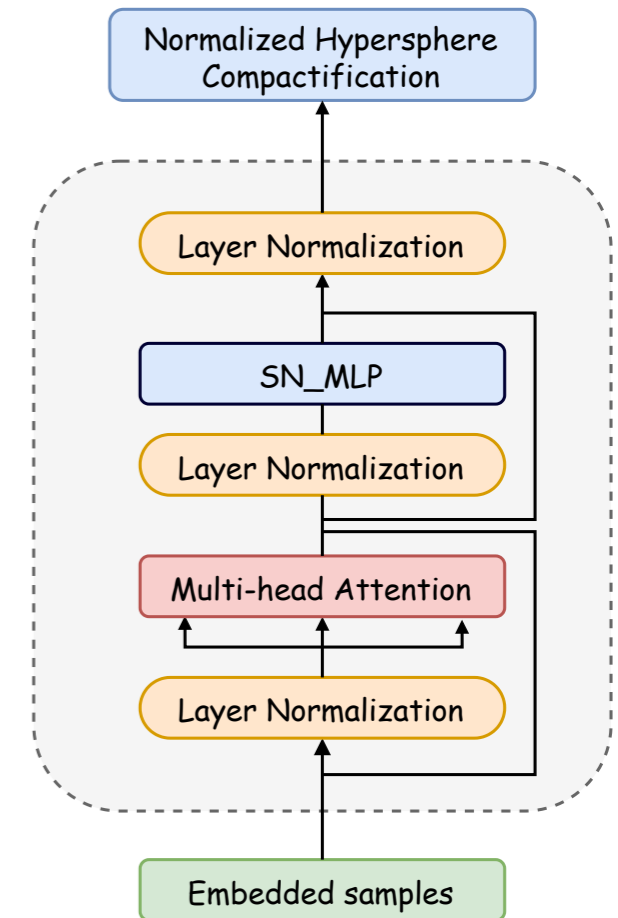 Normalized Hypersphere
Compactification
Layer Normalization
SN_MLP
Layer Normalization
Multi-head Attention
Layer Normalization
Embedded samples